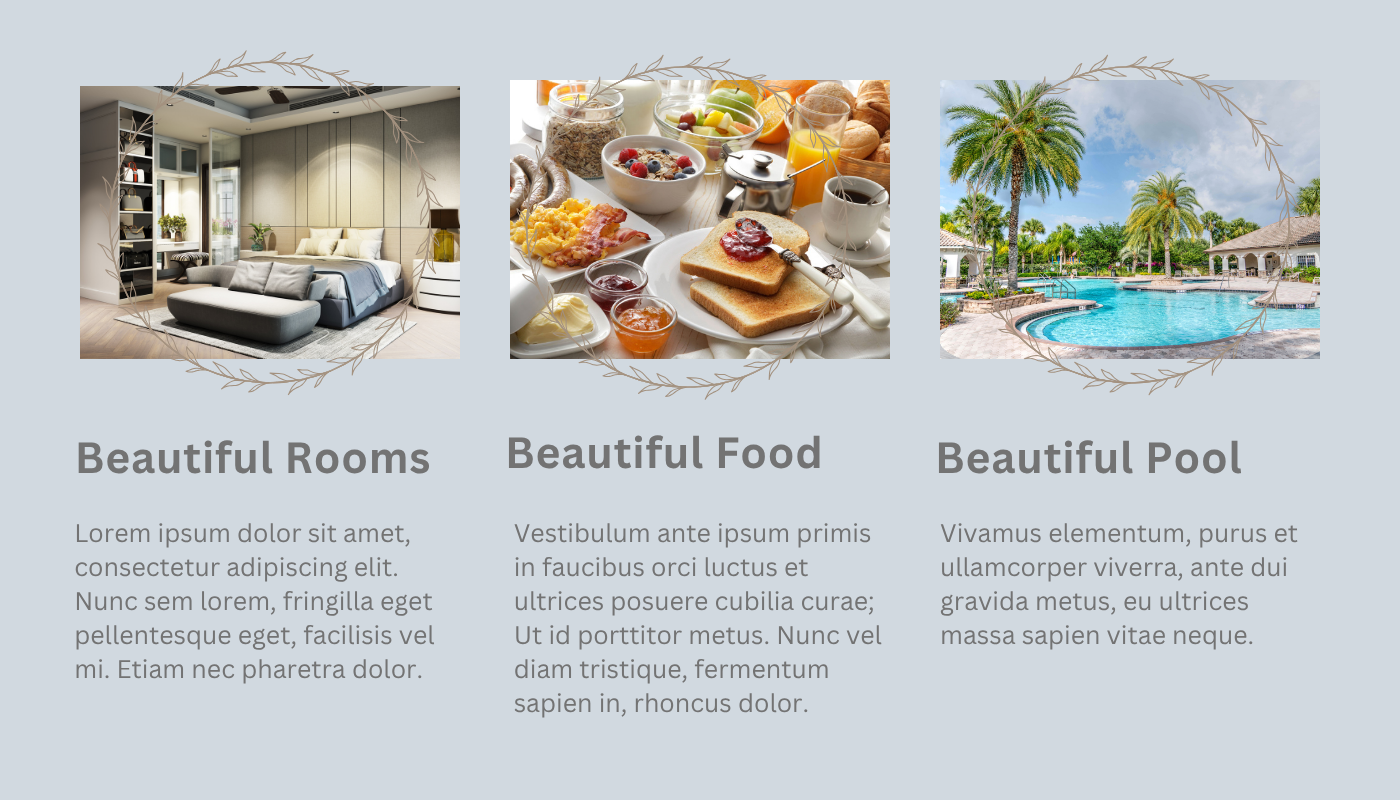 Beautiful Rooms
Lorem ipsum dolor sit amet,
consectetur adipiscing elit.
Nunc sem lorem, fringilla eget
pellentesque eget, facilisis vel
mi. Etiam nec pharetra dolor.
Beautiful Food
Vestibulum ante ipsum primis
in faucibus orci luctus et
ultrices posuere cubilia curae;
Ut id porttitor metus. Nunc vel
diam tristique, fermentum
sapien in, rhoncus dolor.
Beautiful Pool
Vivamus elementum, purus et
ullamcorper viverra, ante dui
gravida metus, eu ultrices
massa sapien vitae neque.